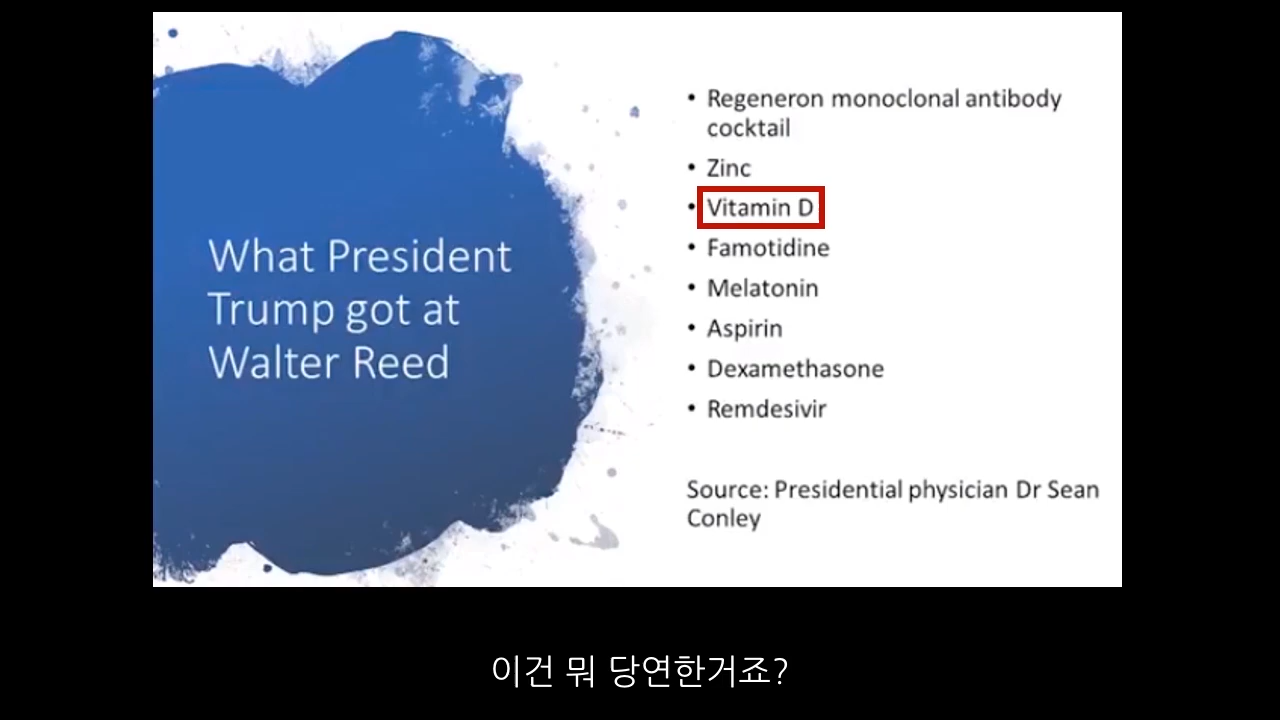 What President
Trump got at
Walter Reed
• Regeneron monoclonal antibody
cocktail
• Zinc
• Vitamin D
• Famotidine
• Melatonin
• Aspirin
• Dexamethasone
• Remdesivir
Source: Presidential physician Dr Sean
Conley
이건 뭐 당연한거죠?